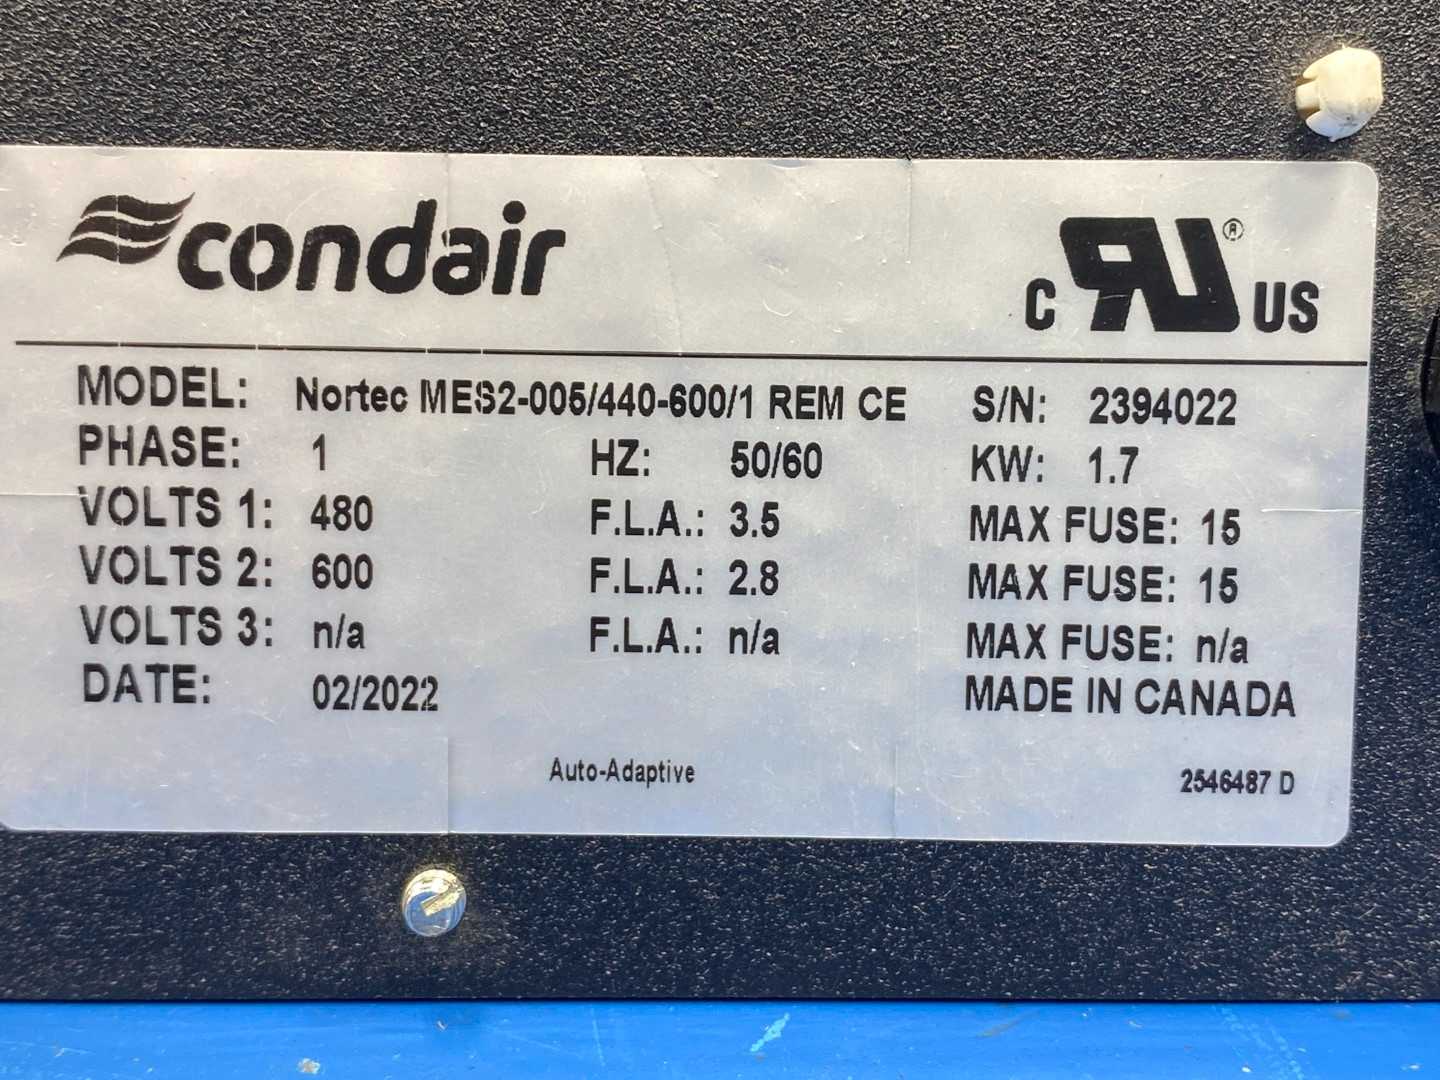 condair
c RU ® US
MODEL: Nortec MES2-005/440-600/1 REM CE S/N: 2394022
PHASE: 1 HZ: 50/60 KW: 1.7
VOLTS 1: 480 F.L.A.: 3.5 MAX FUSE: 15
VOLTS 2: 600 F.L.A.: 2.8 MAX FUSE: 15
VOLTS 3: n/a F.L.A.: n/a MAX FUSE: n/a
DATE: 02/2022 MADE IN CANADA
Auto-Adaptive 2546487 D